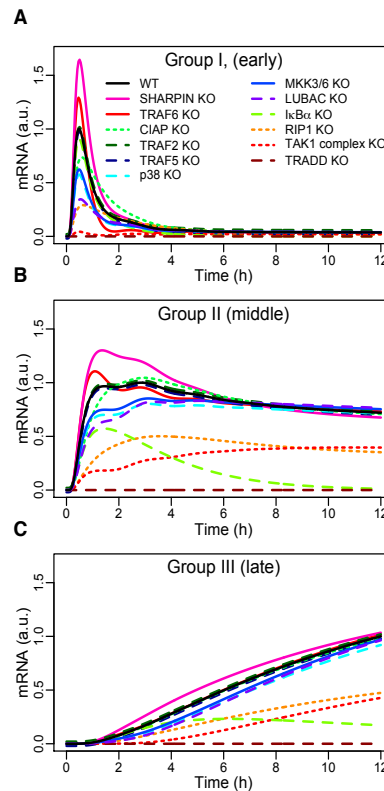 A
Group I, (early)
WT
SHARPIN KO
TRAF6 KO
CIAP KO
TRAF2 KO
TRAF5 KO
p38 KO
MKK3/6 KO
LUBAC KO
IκBα KO
RIP1 KO
TAK1 complex KO
TRADD KO
mRNA (a.u.)
0.0 0.5 1.0 1.5
0 2 4 6 8 10 12
Time (h)
B
Group II (middle)
mRNA (a.u.)
0.0 0.5 1.0 1.5
0 2 4 6 8 10 12
Time (h)
C
Group III (late)
mRNA (a.u.)
0.0 0.5 1.0 1.5
0 2 4 6 8 10 12
Time (h)